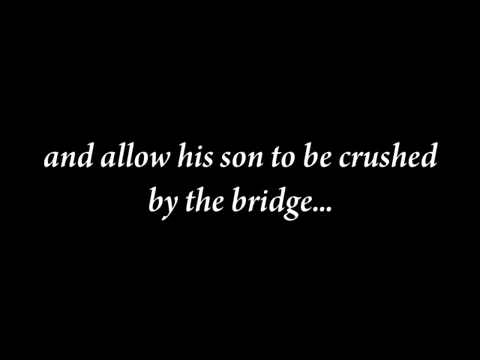 and allow his son to be crushed
by the bridge...